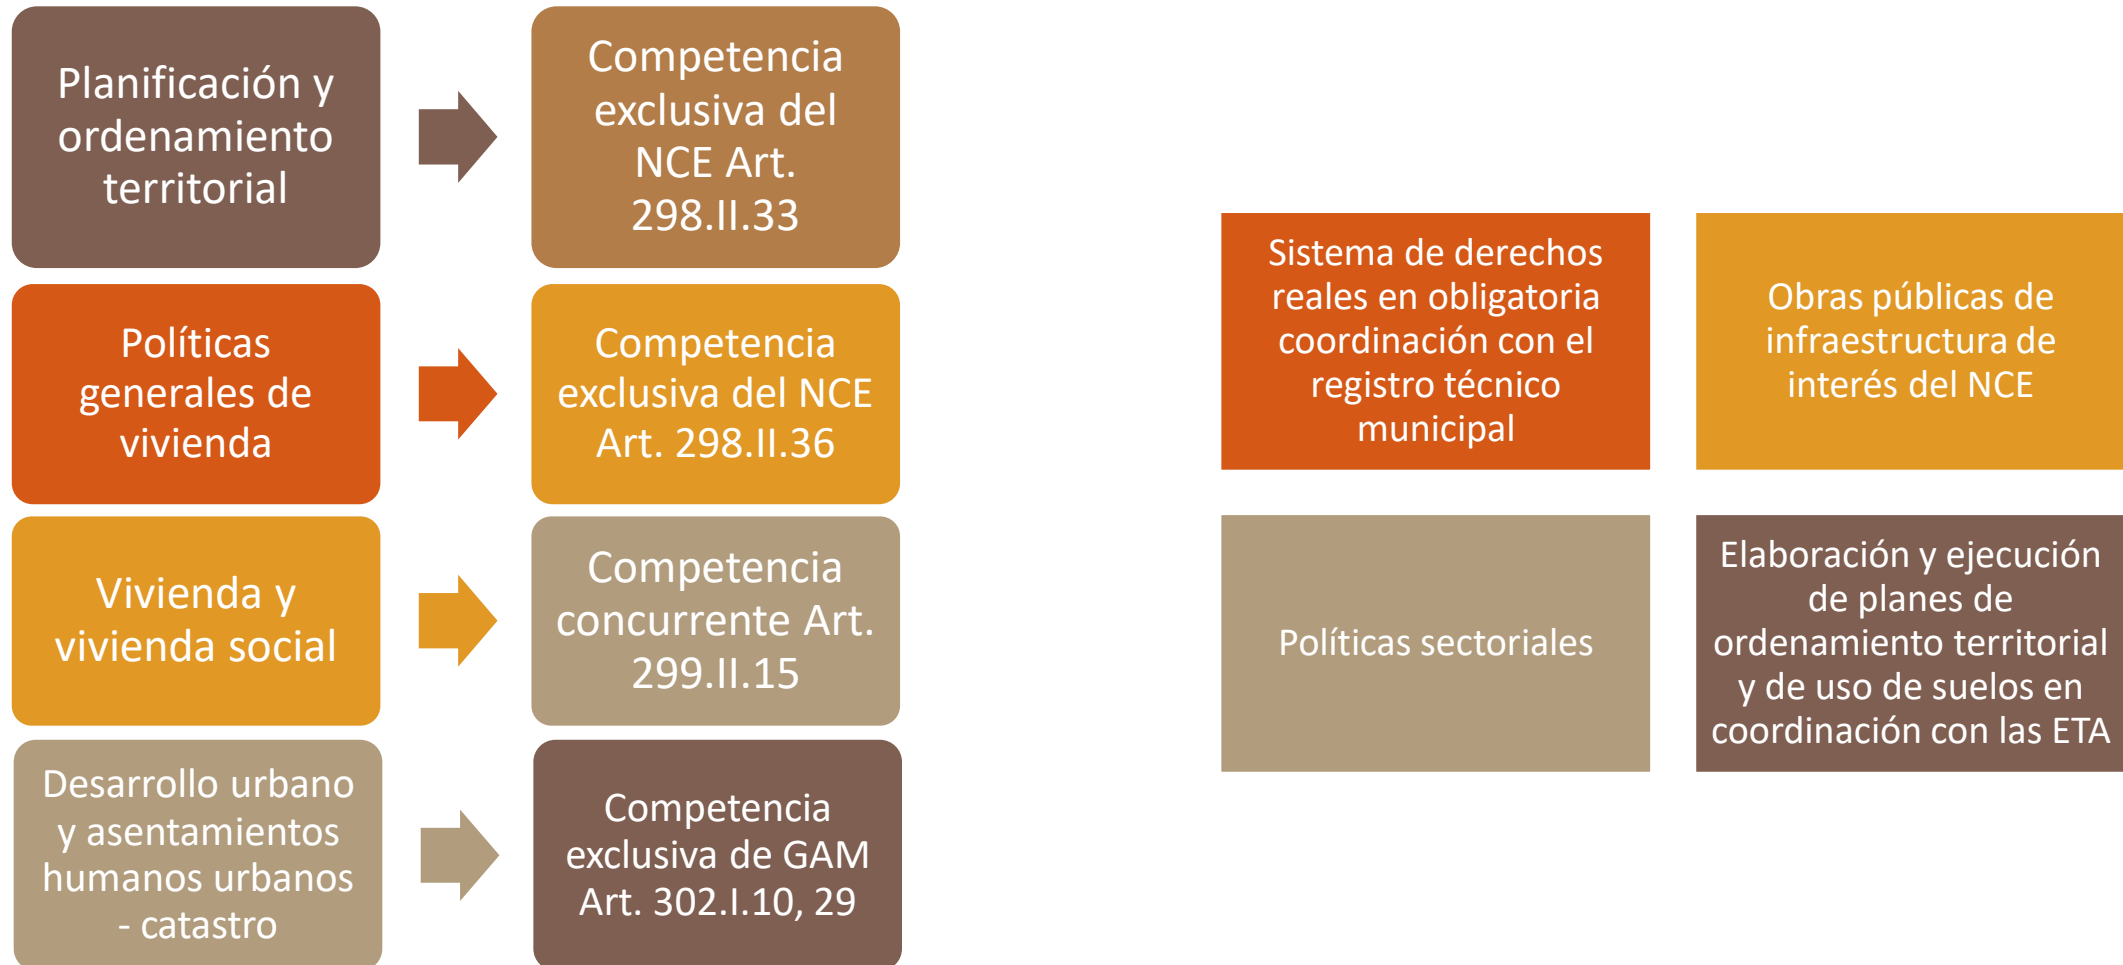 Planificación y
ordenamiento
territorial
Competencia
exclusiva del
NCE Art.
298.II.33
Políticas
generales de
vivienda
Competencia
exclusiva del NCE
Art. 298.II.36
Vivienda y
vivienda social
Competencia
concurrente Art.
299.II.15
Desarrollo urbano
y asentamientos
humanos urbanos
- catastro
Competencia
exclusiva de GAM
Art. 302.I.10, 29
Sistema de derechos
reales en obligatoria
coordinación con el
registro técnico
municipal
Obras públicas de
infraestructura de
interés del NCE
Políticas sectoriales
Elaboración y ejecución
de planes de
ordenamiento territorial
y de uso de suelos en
coordinación con las ETA